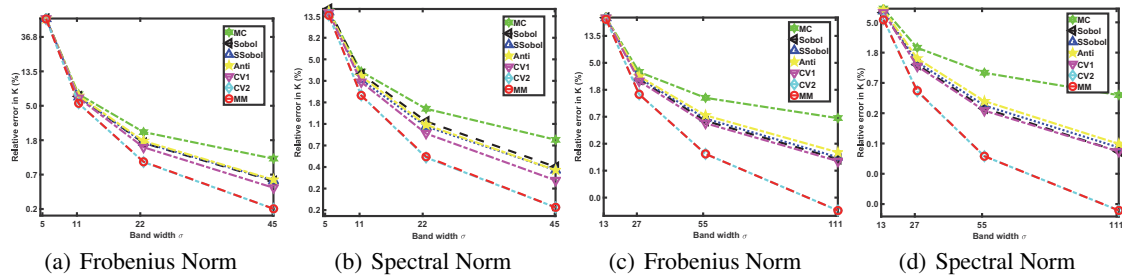 Relative error in K (%)
36.8
13.5
5.0
1.8
0.7
0.2
5
11
22
45
Band width σ
MC
Sobol
SSobol
Anti
CV1
CV2
MM
(a) Frobenius Norm
Relative error in K (%)
13.5
8.2
5.0
3.0
1.8
1.1
0.7
0.4
0.2
0.2
5
11
22
45
Band width σ
MC
Sobol
SSobol
Anti
CV1
CV2
MM
(b) Spectral Norm
Relative error in K (%)
13.5
5.0
1.8
0.7
0.2
0.1
0.0
13
27
55
111
Band width σ
MC
Sobol
SSobol
Anti
CV1
CV2
MM
(c) Frobenius Norm
Relative error in K (%)
5.0
1.8
0.7
0.2
0.1
0.0
0.0
13
27
55
111
Band width σ
MC
Sobol
SSobol
Anti
CV1
CV2
MM
(d) Spectral Norm